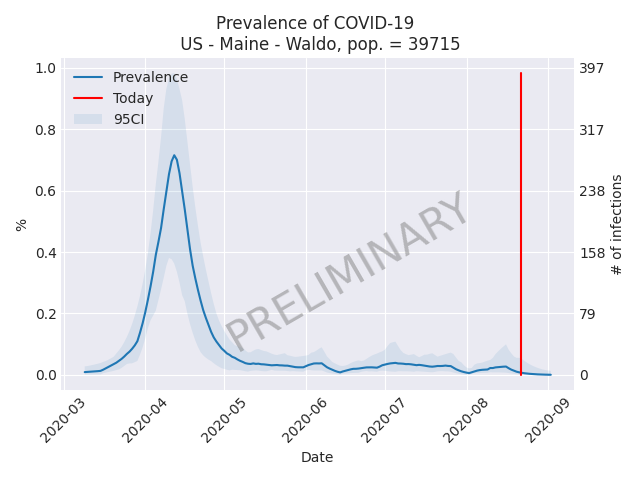 Prevalence of COVID-19
US - Maine - Waldo, pop. = 39715
Prevalence
Today
95CI
PRELIMINARY
%
1.0
0.8
0.6
0.4
0.2
0.0
397
317
238
158
79
0
# of infections
2020-03
2020-04
2020-05
2020-06
2020-07
2020-08
2020-09
Date